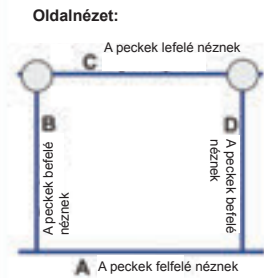 Oldalnézet:
A peckek lefelé néznek
C
B
A peckek befelé
néznek
D
A peckek befelé
néznek
A
A peckek felfelé néznek